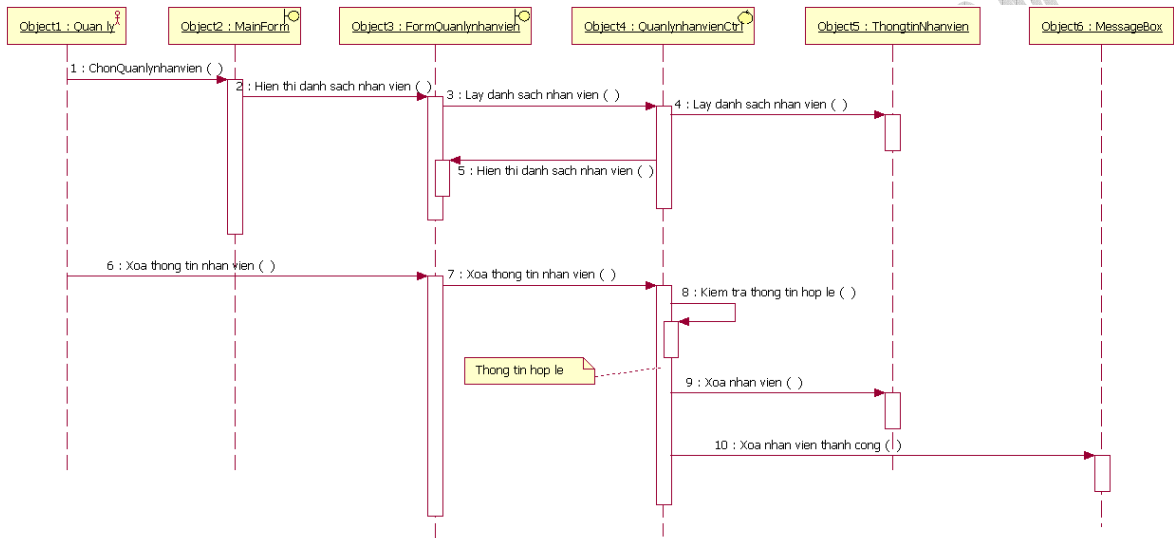 Object1 : Quan ly
Object2 : MainForm
Object3 : FormQuanlynhanvien
Object4 : QuanlynhanvienCtrl
Object5 : ThongtinNhanvien
Object6 : MessageBox
1 : ChonQuanlynhanvien ( )
2 : Hien thi danh sach nhan vien ( )
3 : Lay danh sach nhan vien ( )
4 : Lay danh sach nhan vien ( )
5 : Hien thi danh sach nhan vien ( )
6 : Xoa thong tin nhan vien ( )
7 : Xoa thong tin nhan vien ( )
8 : Kiem tra thong tin hop le ( )
Thong tin hop le
9 : Xoa nhan vien ( )
10 : Xoa nhan vien thanh cong ( )